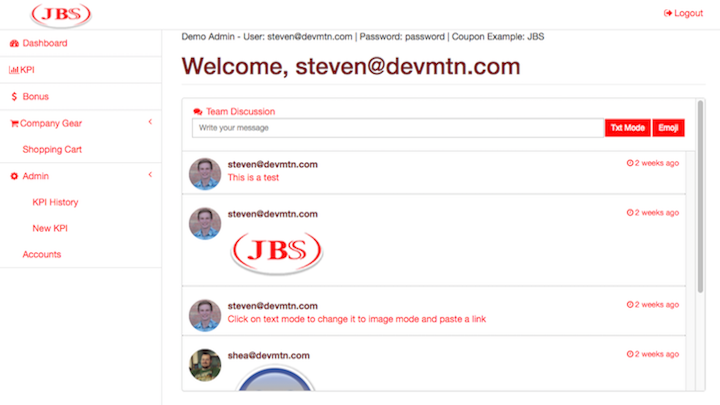 JBS
Logout
Demo Admin - User: steven@devmtn.com | Password: password | Coupon Example: JBS
Dashboard
KPI
Bonus
Company Gear
Shopping Cart
Admin
KPI History
New KPI
Accounts
Welcome, steven@devmtn.com
Team Discussion
Write your message
Txt Mode
Emoji
steven@devmtn.com
2 weeks ago
This is a test
steven@devmtn.com
2 weeks ago
JBS
steven@devmtn.com
2 weeks ago
Click on text mode to change it to image mode and paste a link
shea@devmtn.com
2 weeks ago